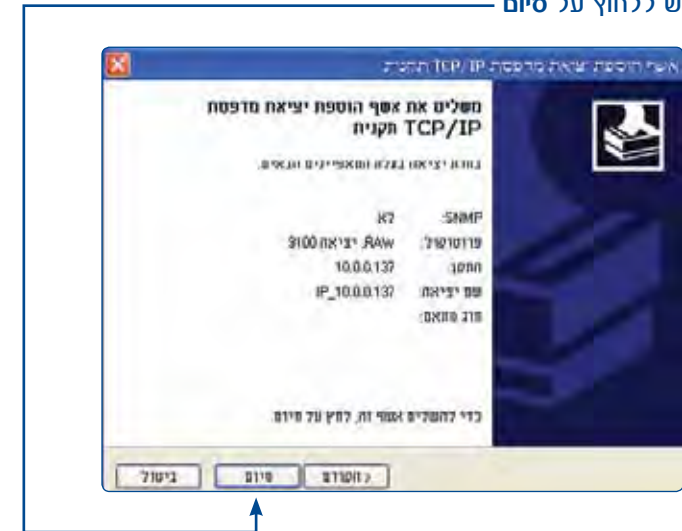 ש ללחוץ על סיום
אשף הוספת יציאת מדפסת TCP/IP תקנית
משלים את אשף הוספת יציאת מדפסת
TCP/IP תקנית
בחרת יציאה בעלת המאפיינים הבאים.
SNMP: לא
פרוטוקול: RAW, יציאה 9100
התקן: 10.0.0.137
שם יציאה: IP_10.0.0.137
סוג מתאם:
כדי להשלים אשף זה, לחץ על סיום.
< הקודם
סיום
ביטול